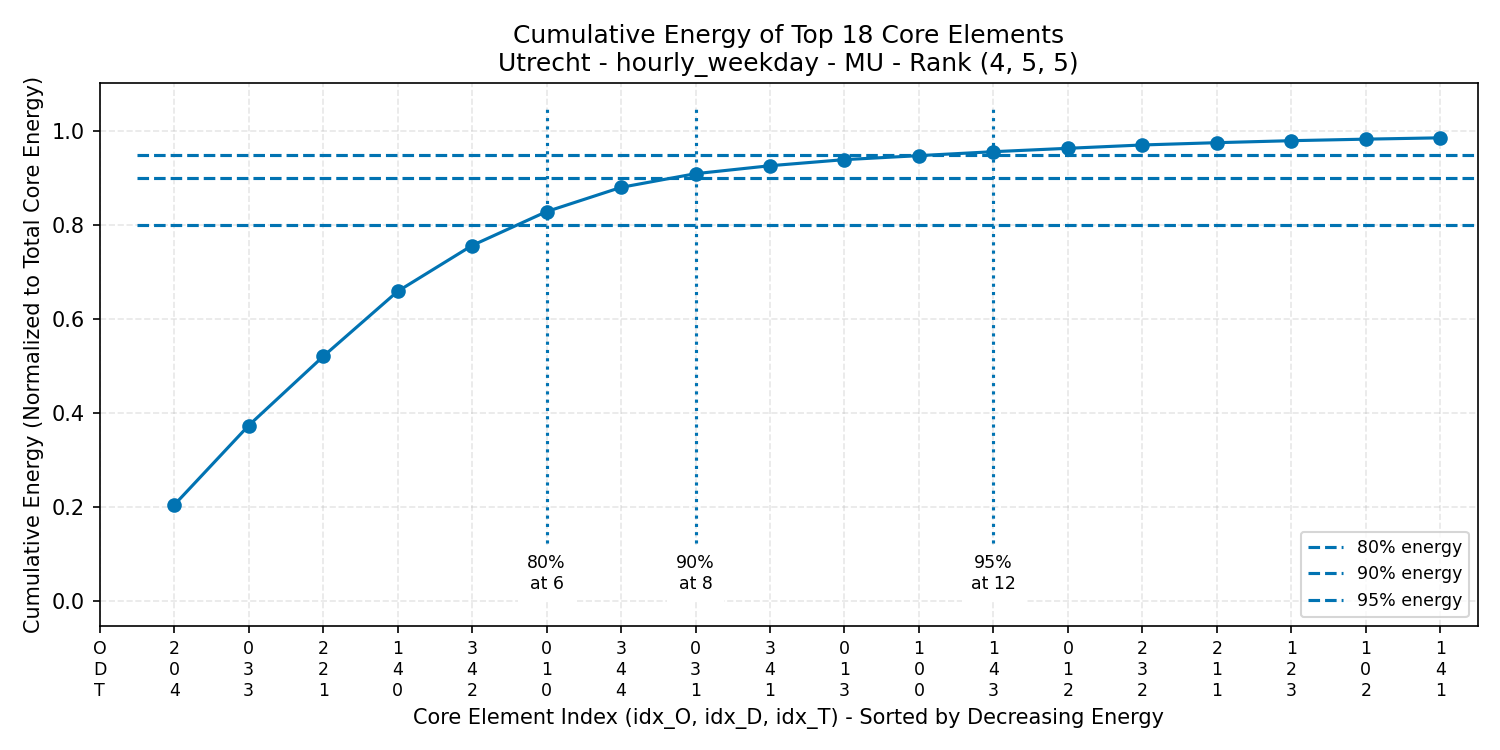 Cumulative Energy of Top 18 Core Elements
Utrecht - hourly_weekday - MU - Rank (4, 5, 5)
Cumulative Energy (Normalized to Total Core Energy)
1.0
0.8
0.6
0.4
0.2
0.0
80%
at 6
90%
at 8
95%
at 12
80% energy
90% energy
95% energy
O 2 0 2 1 3 0 3 0 3 0 1 1 0 2 2 1 1 1
D 0 3 2 4 4 1 4 3 4 1 0 4 1 3 1 2 0 4
T 4 3 1 0 2 0 4 1 1 3 0 3 2 2 1 3 2 1
Core Element Index (idx_O, idx_D, idx_T) - Sorted by Decreasing Energy